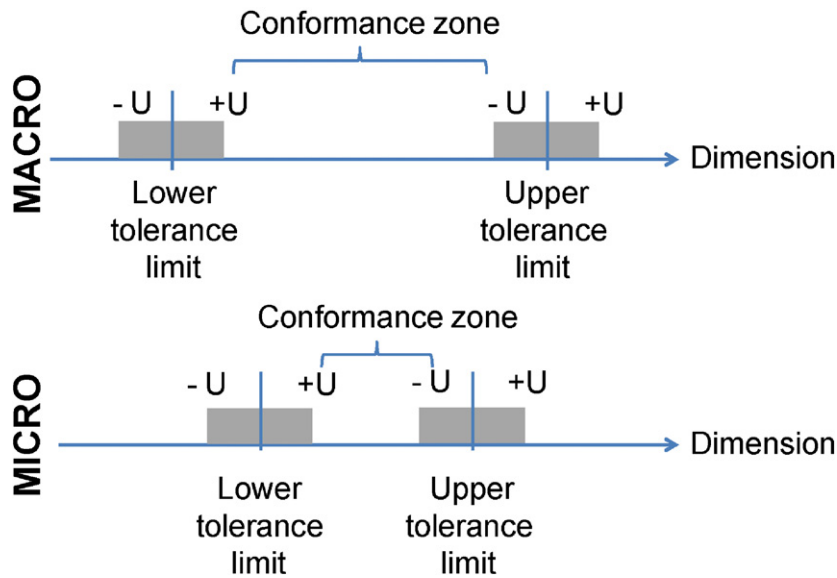 Conformance zone
MACRO
- U
+U
- U
+U
Dimension
Lower
tolerance
limit
Upper
tolerance
limit
Conformance zone
MICRO
- U
+U
- U
+U
Dimension
Lower
tolerance
limit
Upper
tolerance
limit